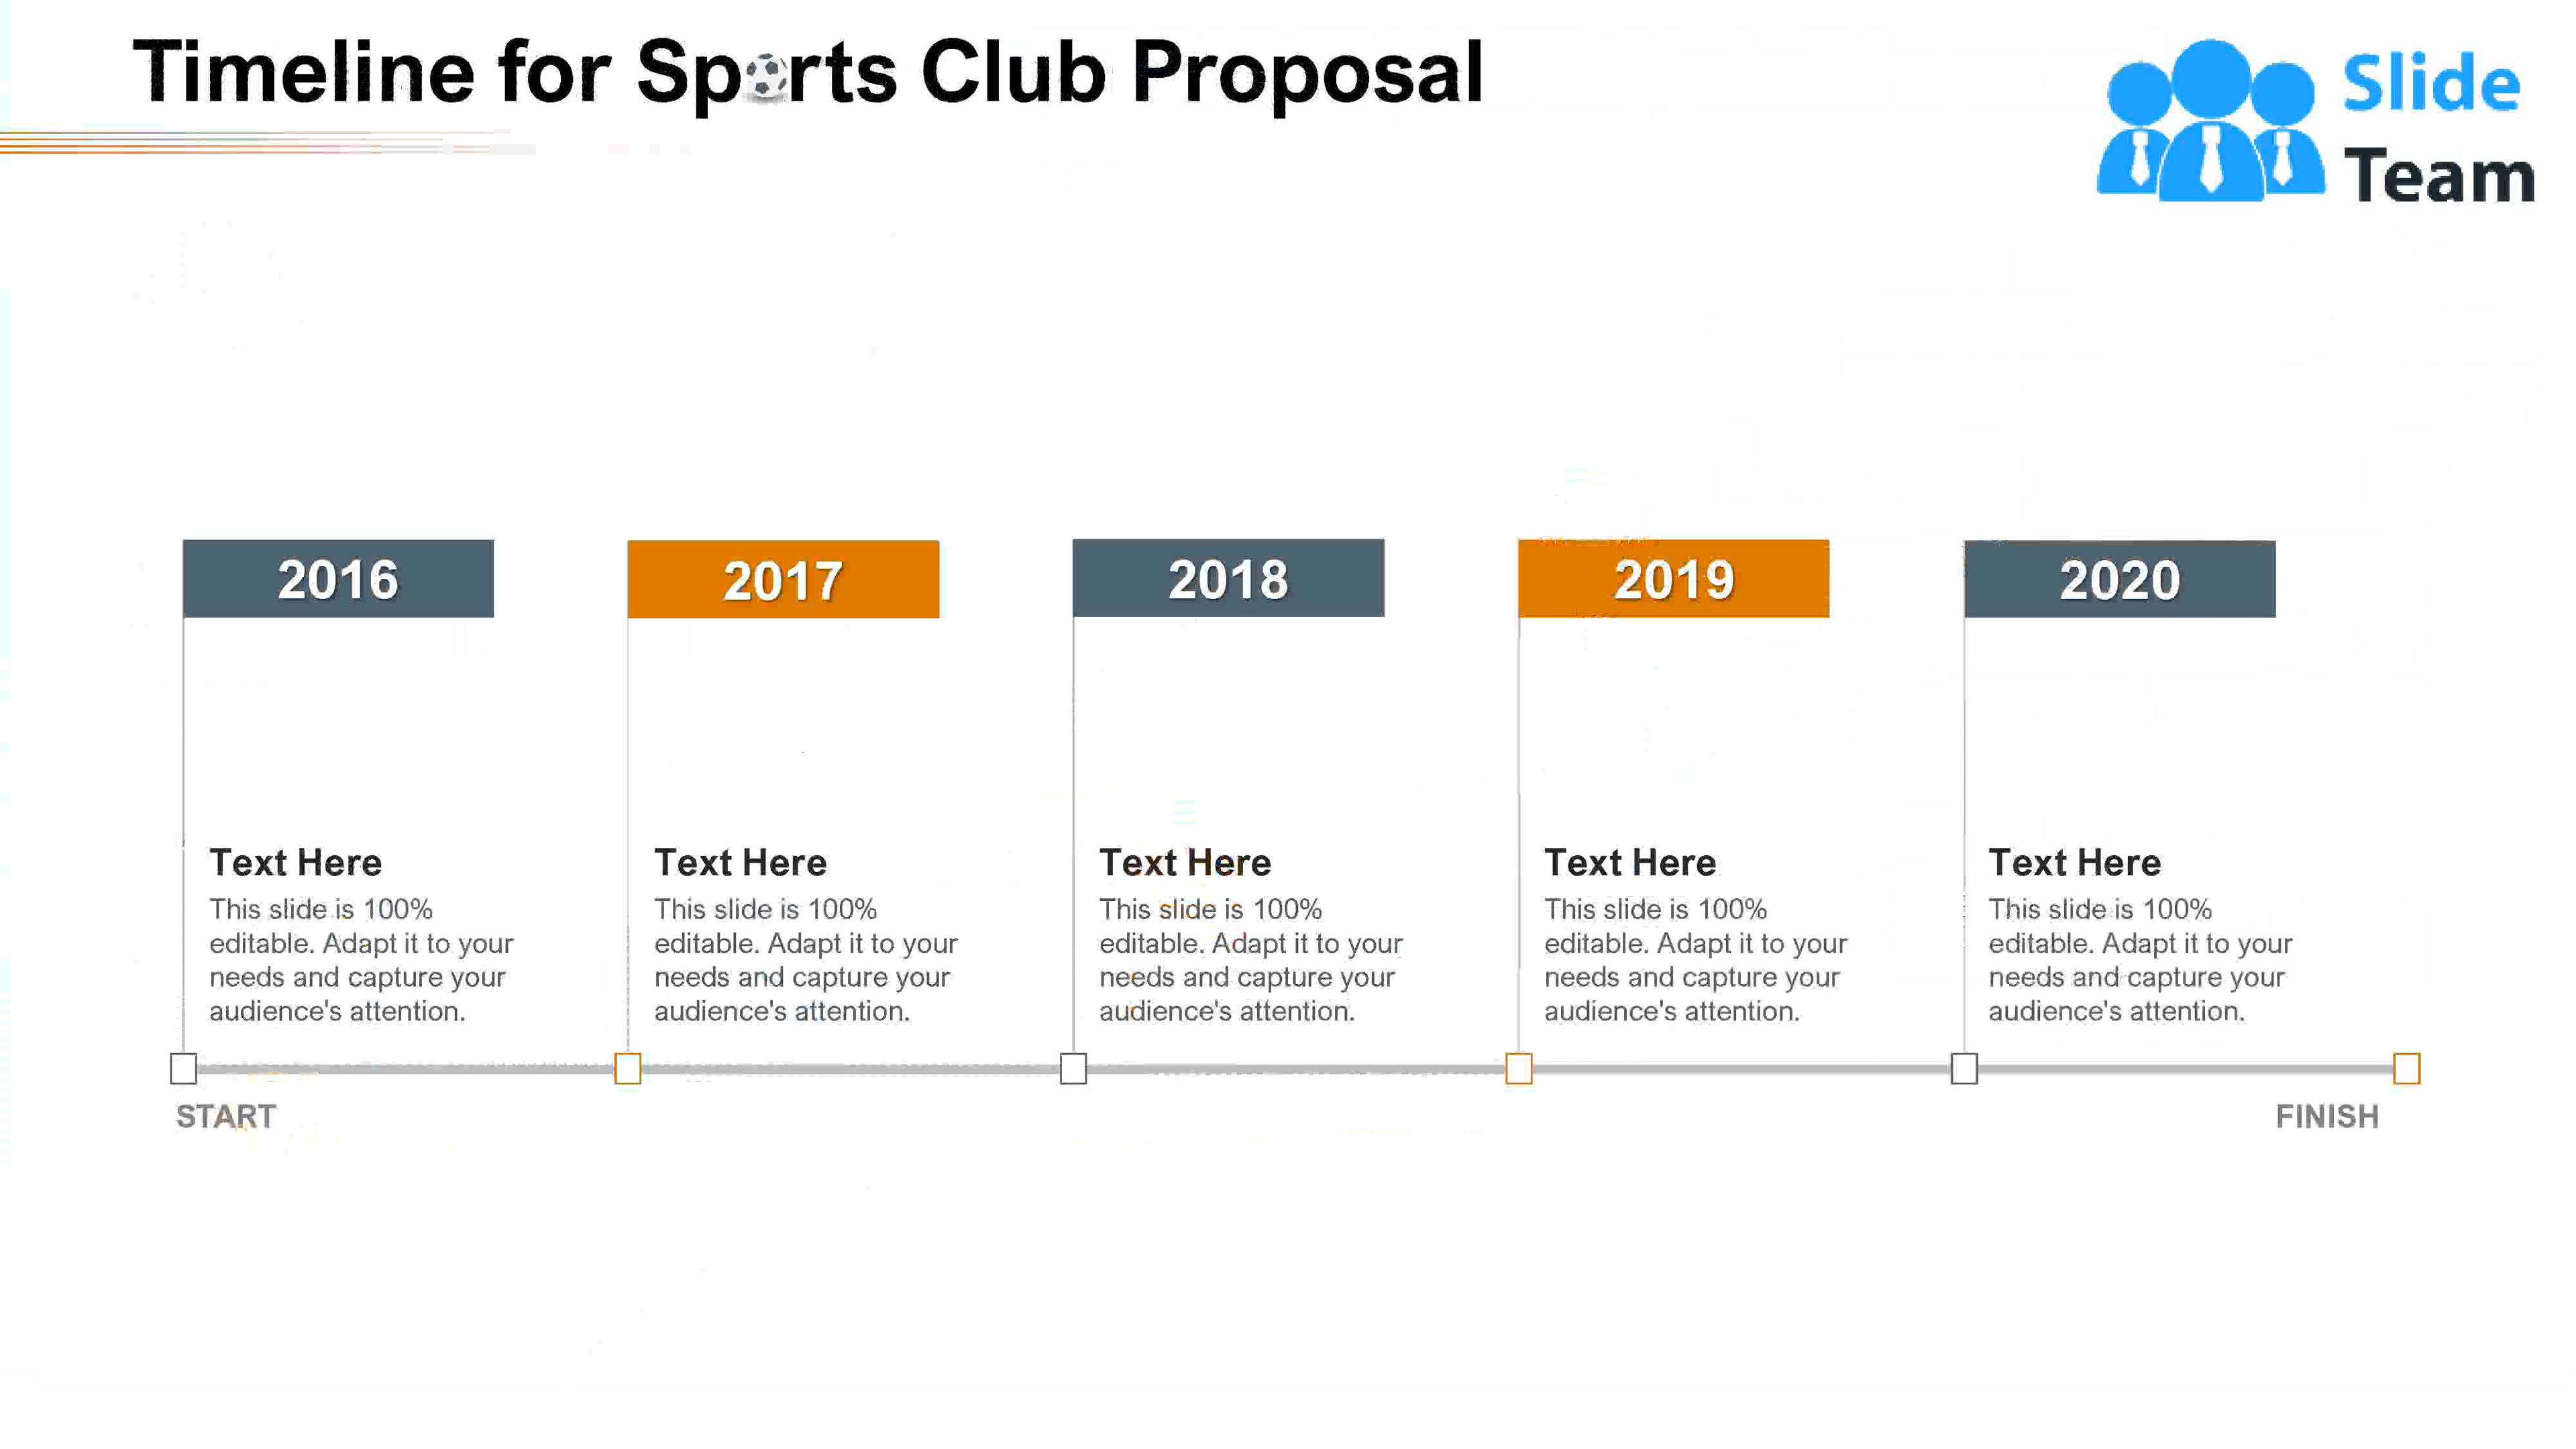 Timeline for Sports Club Proposal
Slide
Team
2016
2017
2018
2019
2020
Text Here
This slide is 100%
editable. Adapt it to your
needs and capture your
audience's attention.
Text Here
This slide is 100%
editable. Adapt it to your
needs and capture your
audience's attention.
Text Here
This slide is 100%
editable. Adapt it to your
needs and capture your
audience's attention.
Text Here
This slide is 100%
editable. Adapt it to your
needs and capture your
audience's attention.
Text Here
This slide is 100%
editable. Adapt it to your
needs and capture your
audience's attention.
START
FINISH